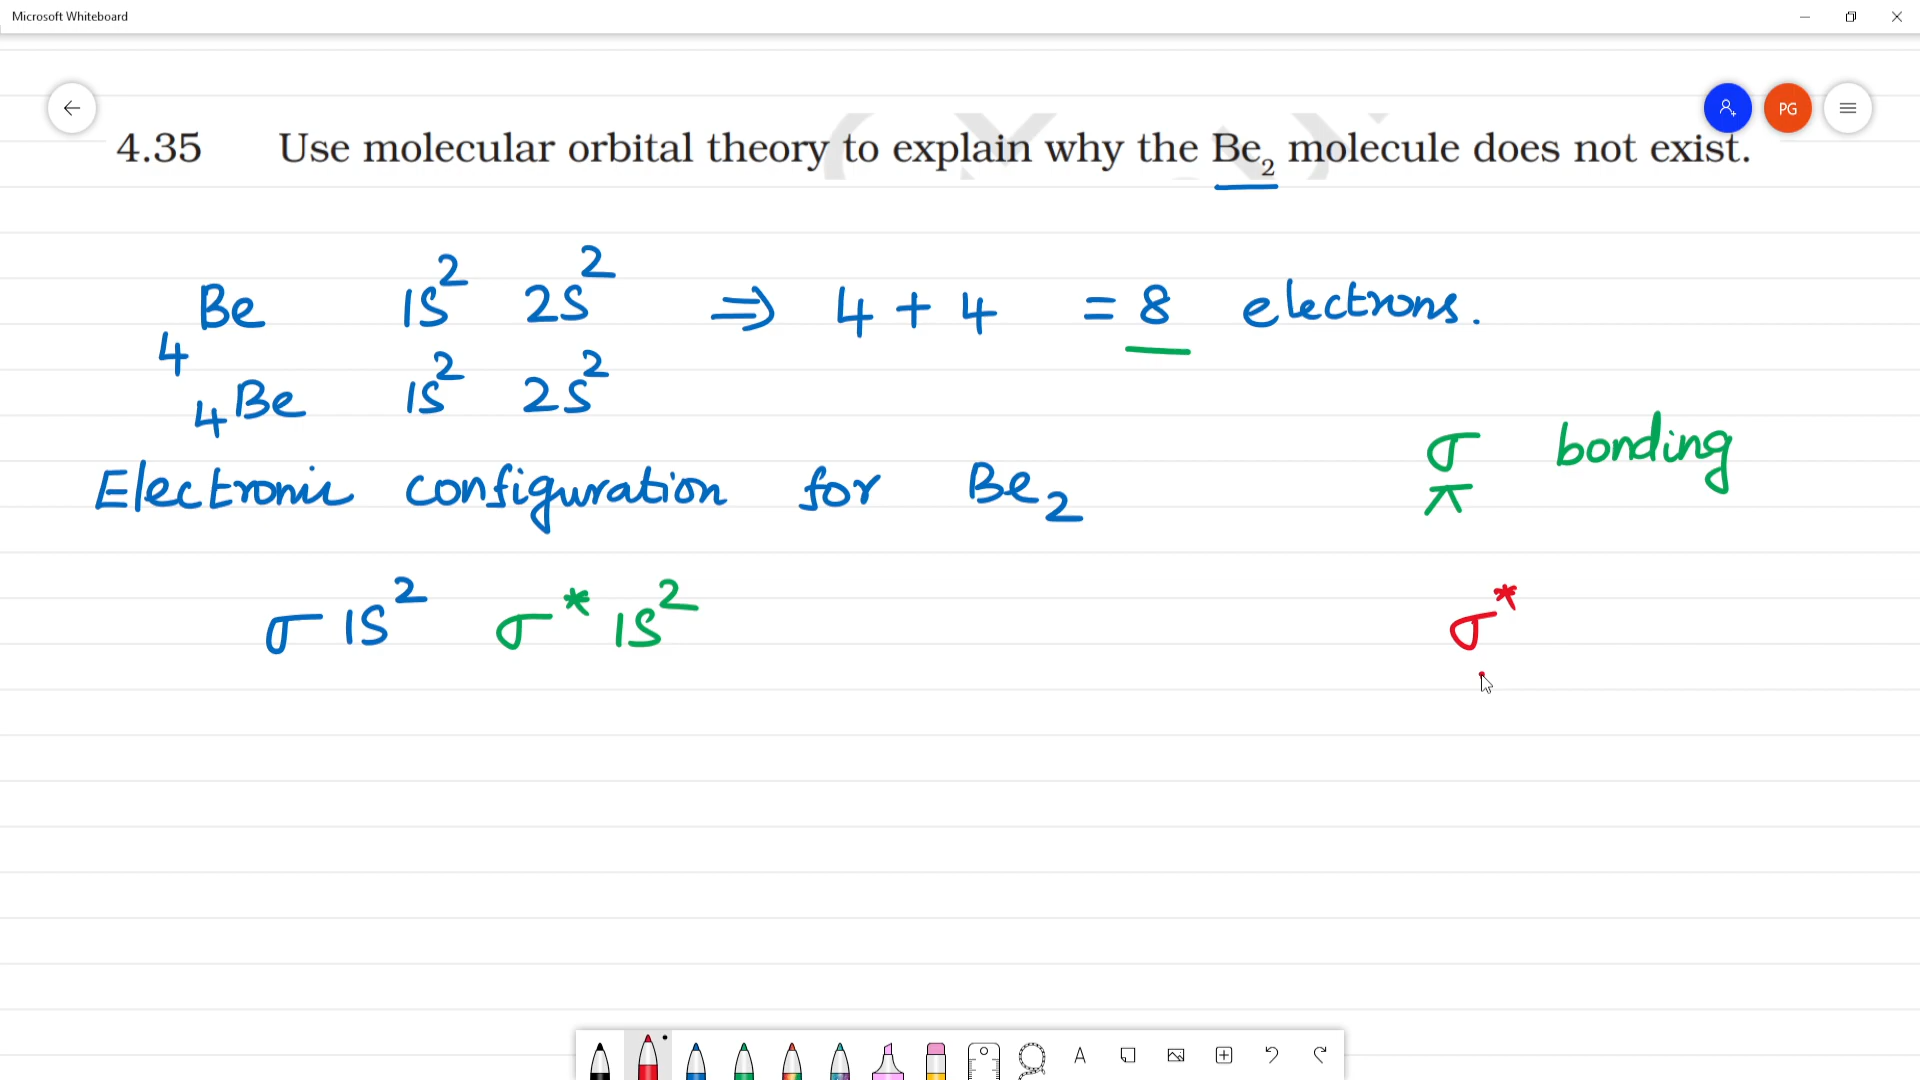 Microsoft Whiteboard
PG
4.35 Use molecular orbital theory to explain why the Be₂ molecule does not exist.
₄Be 1S² 2S² ⇒ 4 + 4 = 8 electrons.
₄Be 1S² 2S²
σ bonding
π
Electronic configuration for Be₂
σ 1S² σ* 1S²
σ*
A